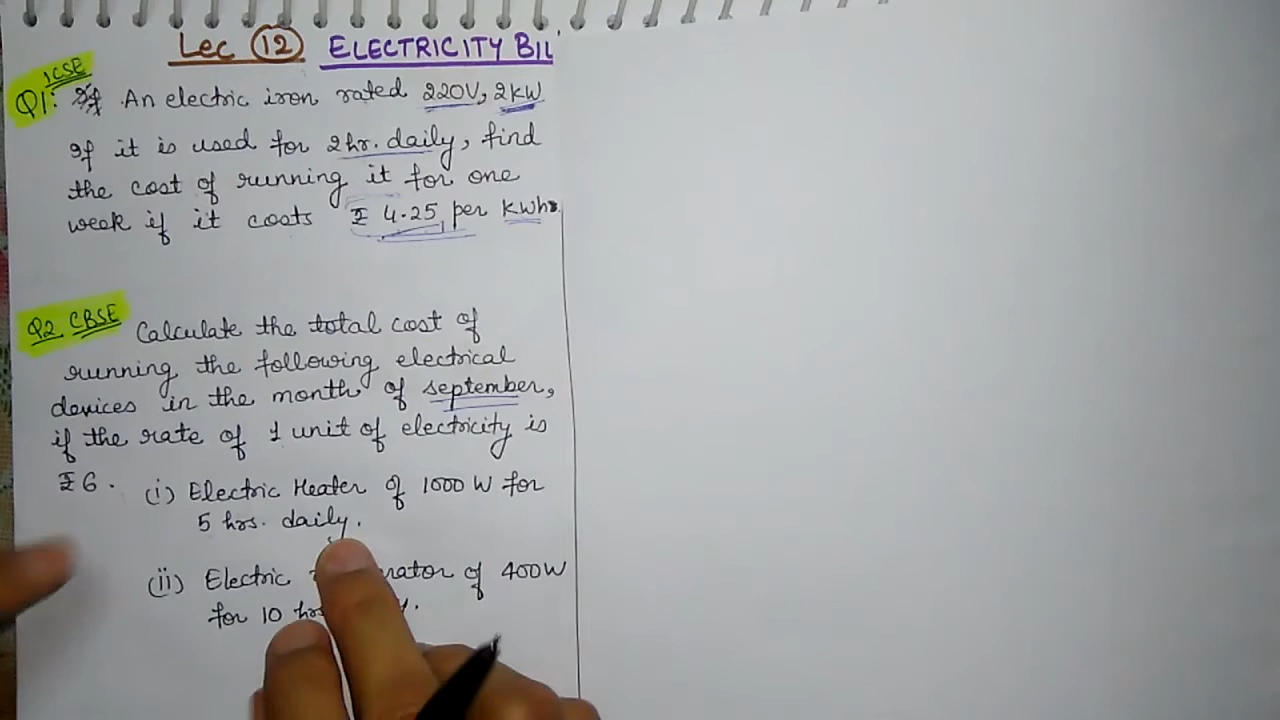 Lec 12 ELECTRICITY BIL
ICSE
Q1: An electric iron rated 220V, 2KW
If it is used for 2hr. daily, find
the cost of running it for one
week if it costs ₹ 4.25 per KWh
Q2 CBSE Calculate the total cost of
running the following electrical
devices in the month of september,
if the rate of 1 unit of electricity is
₹ 6. (i) Electric Heater of 1000 W for
5 hrs. daily.
(ii) Electric of 400W
for 10 hrs